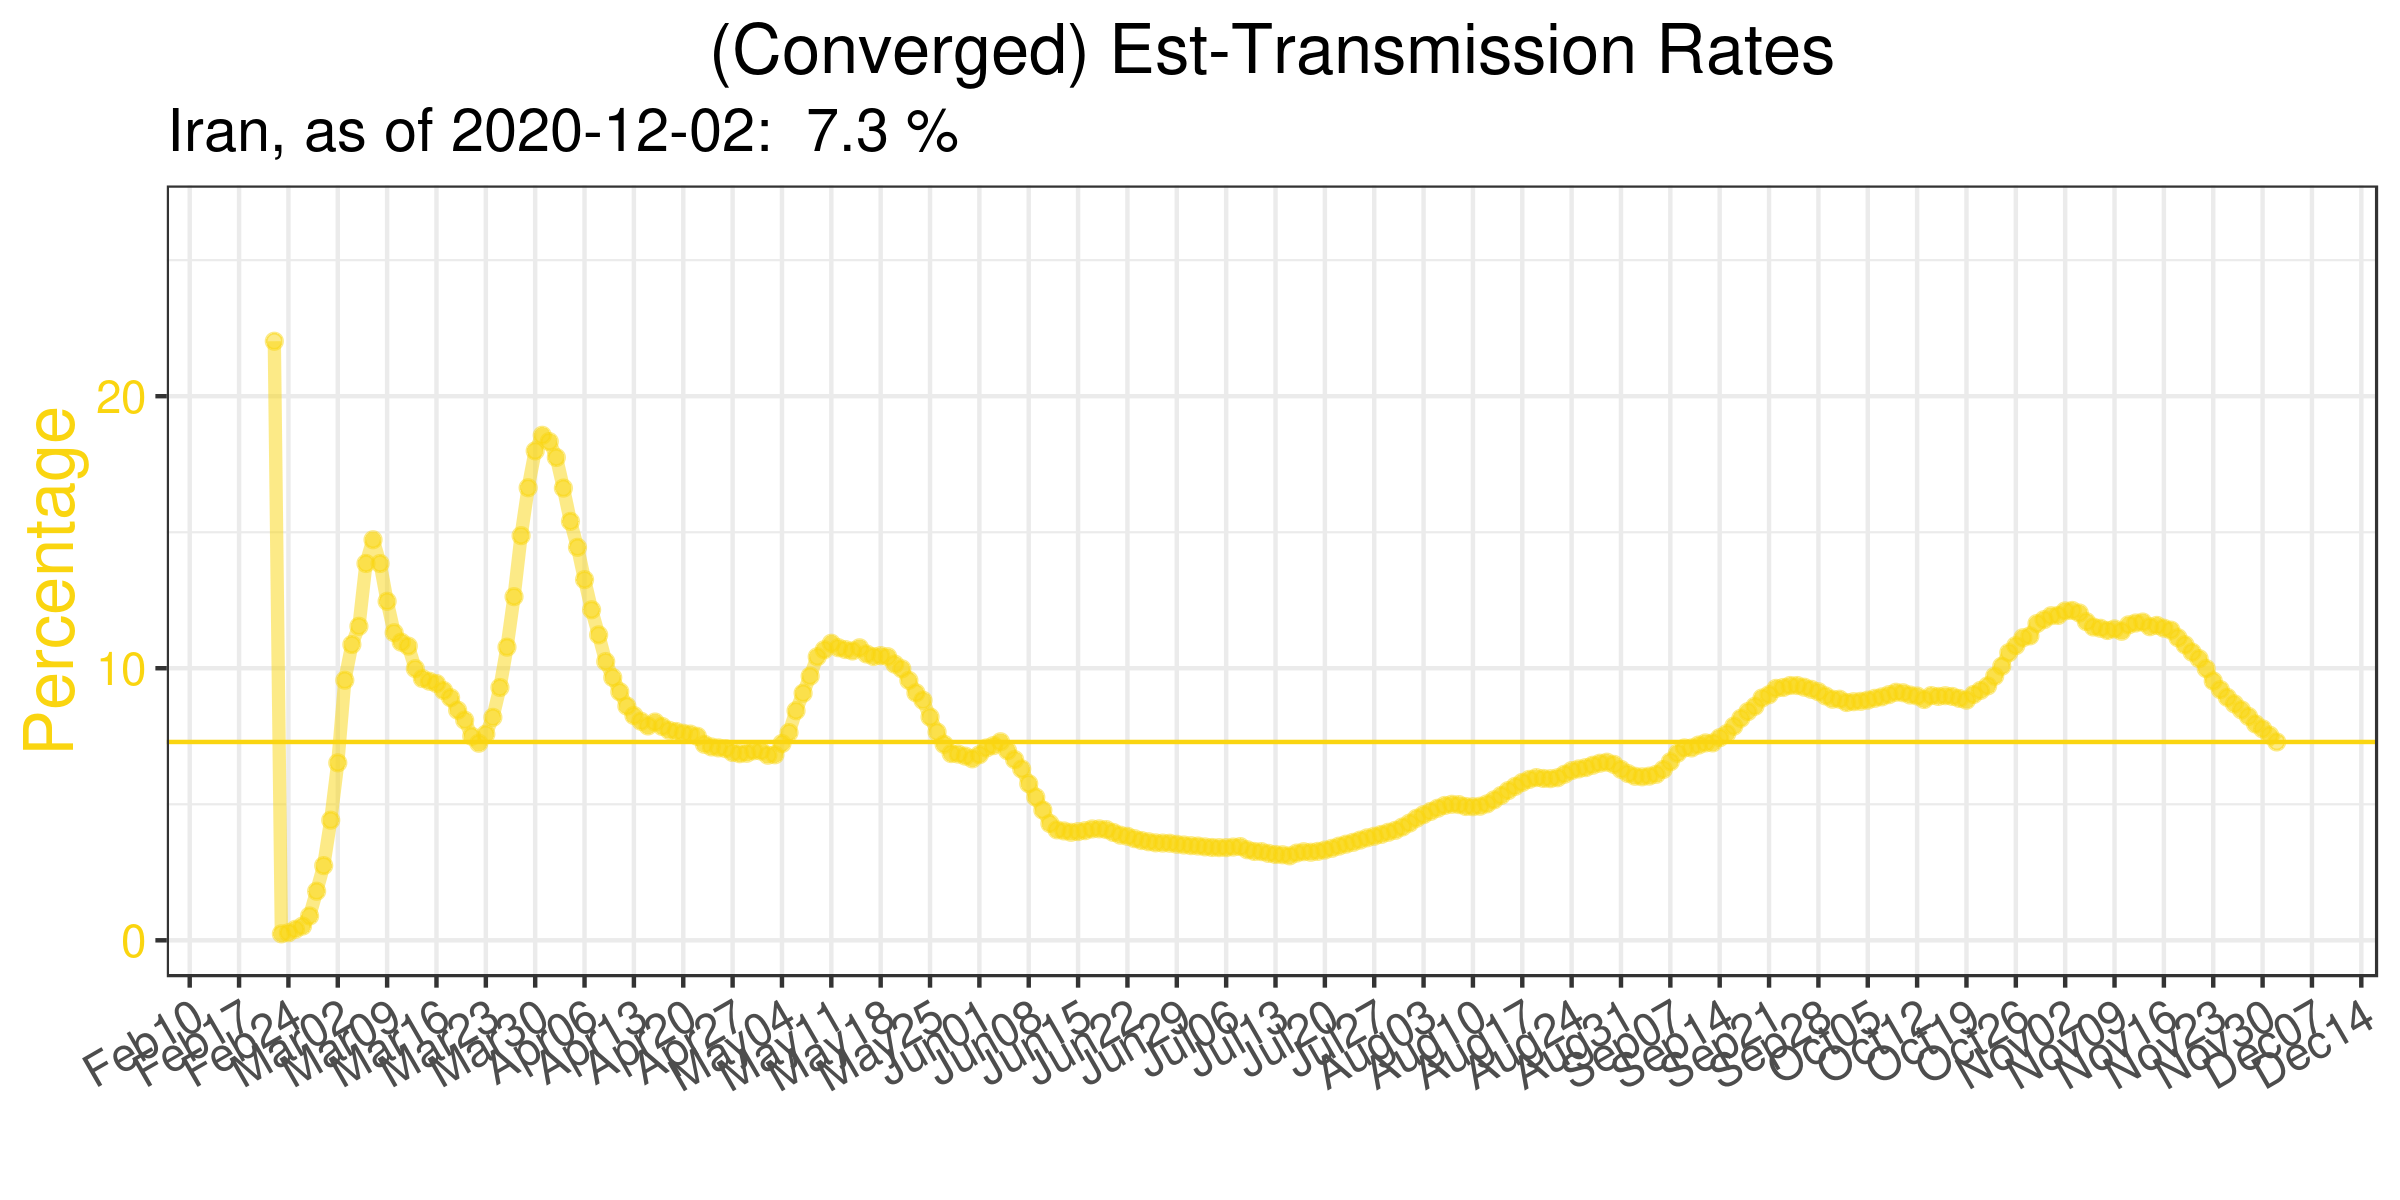 (Converged) Est-Transmission Rates
Iran, as of 2020-12-02:  7.3 %
Percentage
20
10
0
Feb10
Feb17
Feb24
Mar02
Mar09
Mar16
Mar23
Mar30
Apr06
Apr13
Apr20
Apr27
May04
May11
May18
May25
Jun01
Jun08
Jun15
Jun22
Jun29
Jul06
Jul13
Jul20
Jul27
Aug03
Aug10
Aug17
Aug24
Aug31
Sep07
Sep14
Sep21
Sep28
Oct05
Oct12
Oct19
Oct26
Nov02
Nov09
Nov16
Nov23
Nov30
Dec07
Dec14